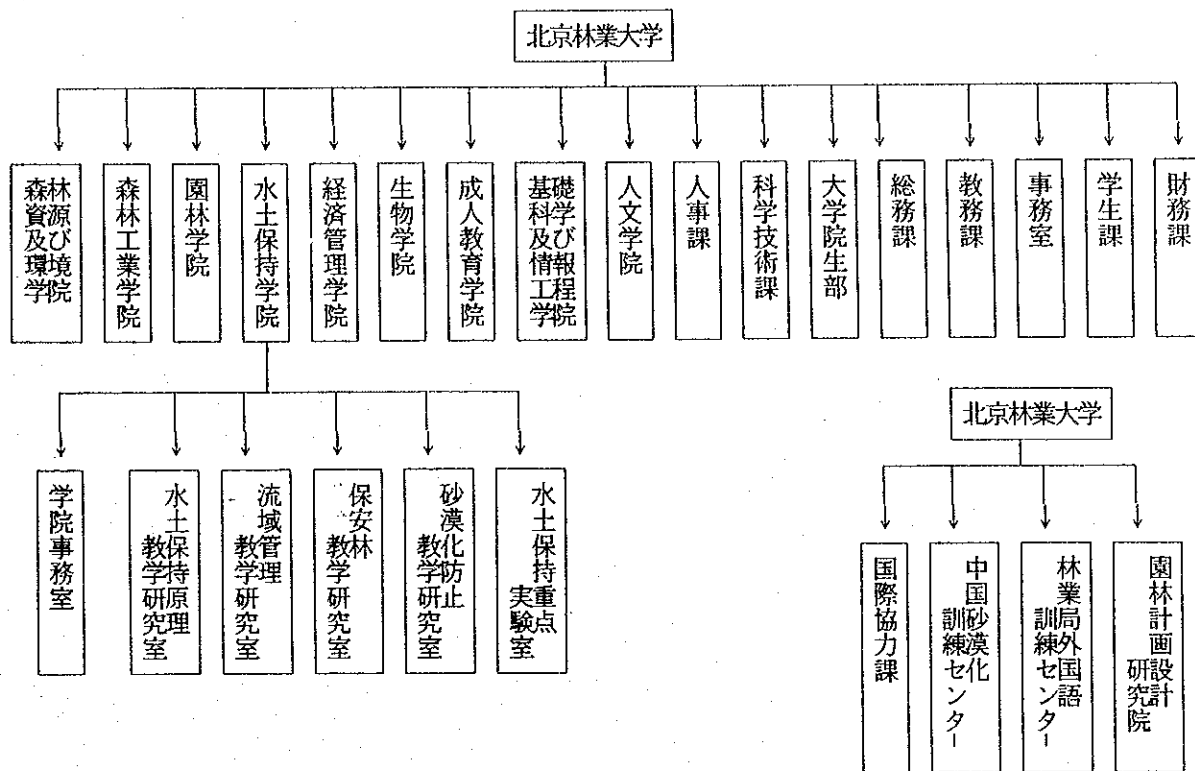 北京林業大学
森林資源及び環境学院
森林工業学院
園林学院
水土保持学院
経済管理学院
生物学院
成人教育学院
基礎科学及び情報工程学院
人文学院
人事課
科学技術課
大学院生部
総務課
教務課
事務室
学生課
財務課
学院事務室
水土保持原理
教学研究室
流域管理
教学研究室
保安林
教学研究室
砂漠化防止
教学研究室
水土保持重点
実験室
北京林業大学
国際協力課
中国砂漠化
訓練センター
林業局外国語
訓練センター
園林計画設計
研究院